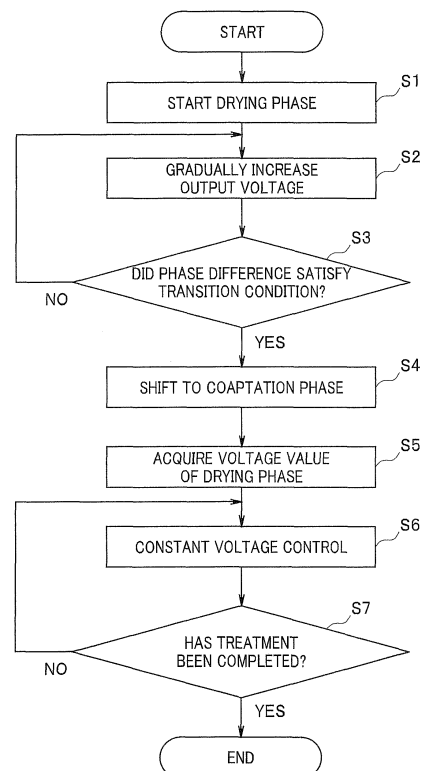 START
S1
START DRYING PHASE
S2
GRADUALLY INCREASE
OUTPUT VOLTAGE
S3
DID PHASE DIFFERENCE SATISFY
TRANSITION CONDITION?
NO
YES
S4
SHIFT TO COAPTATION PHASE
S5
ACQUIRE VOLTAGE VALUE
OF DRYING PHASE
S6
CONSTANT VOLTAGE CONTROL
S7
HAS TREATMENT
BEEN COMPLETED?
NO
YES
END